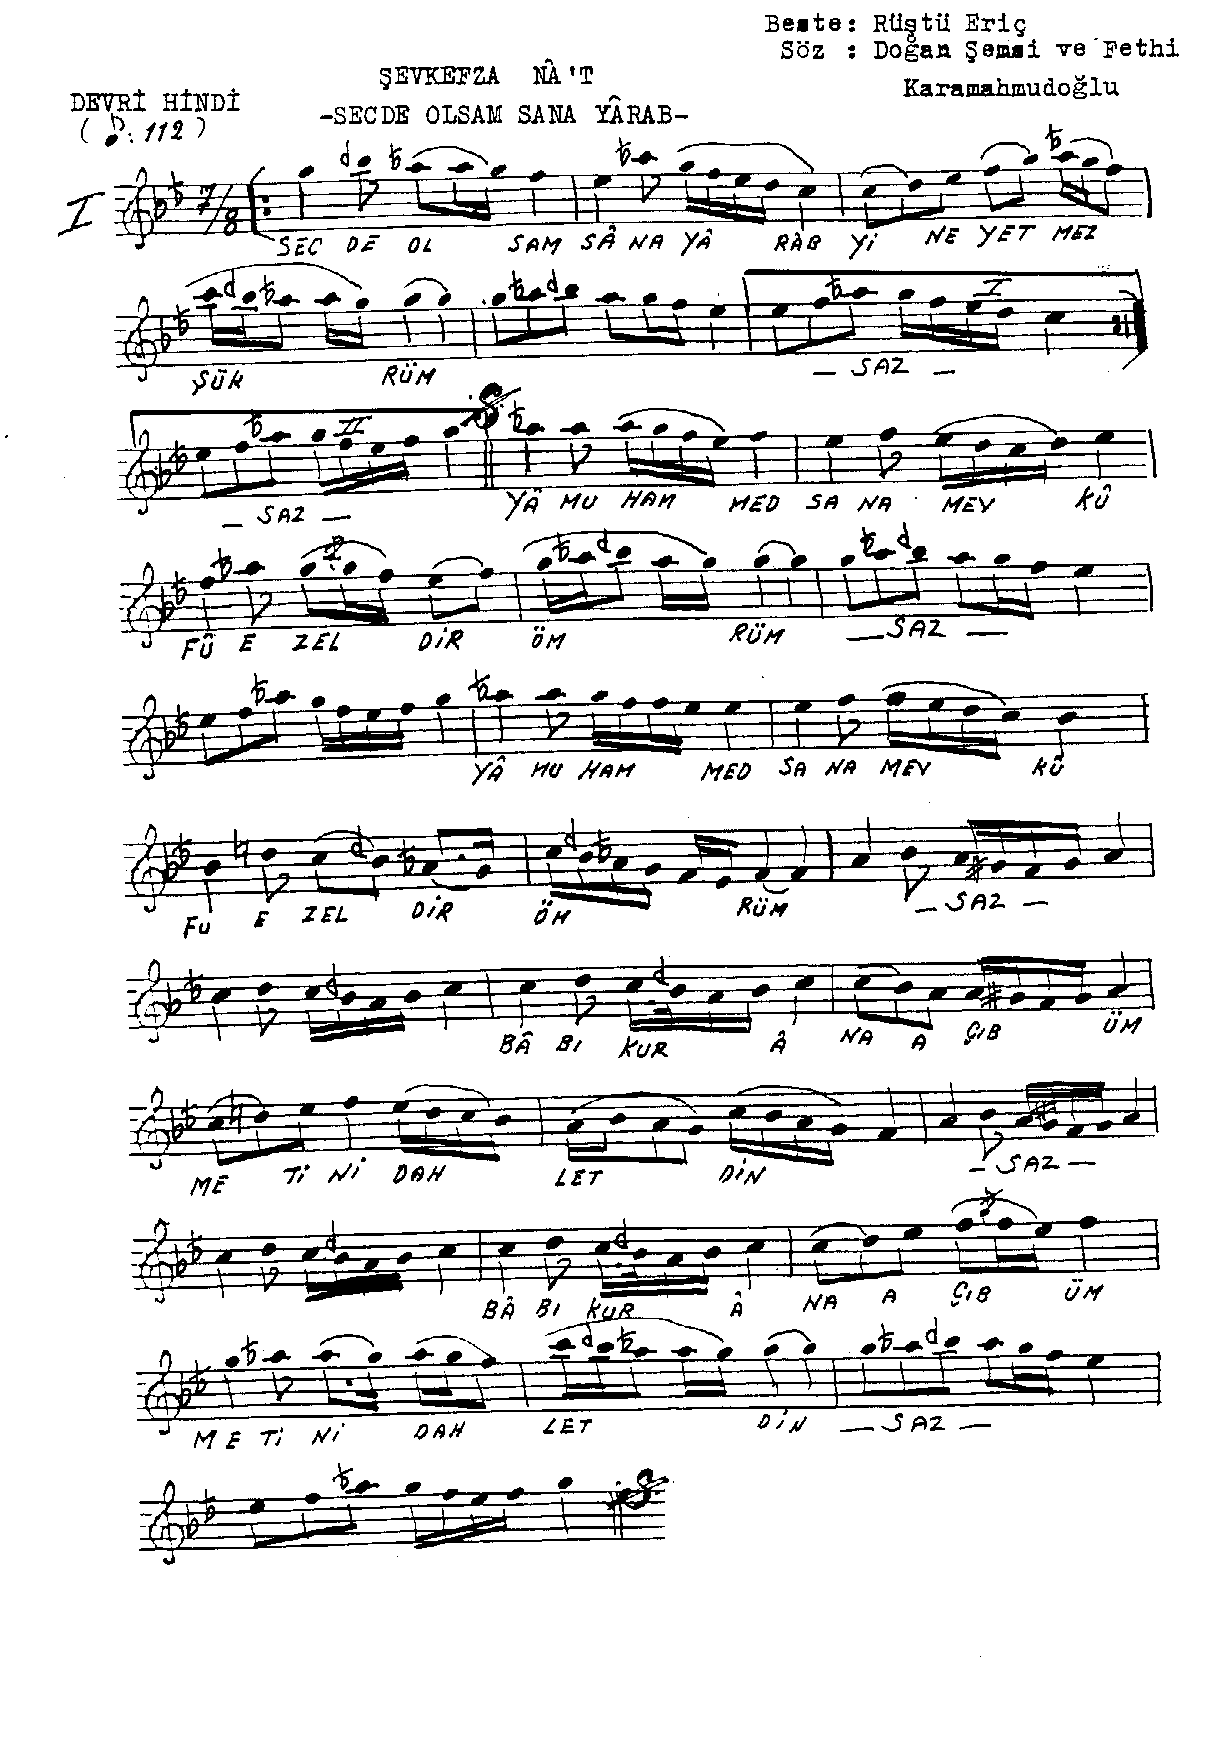 Beste: Rüştü Eriç
Söz : Doğan Şemsi ve Fethi
Karamahmudoğlu
ŞEVKEFZA NÂ'T
DEVRİ HİNDİ
-SECDE OLSAM SANA YÂRAB-
(♪. 112)
I 7/8
SEC DE OL SAM SÂ NA YÂ RÂB Yİ NE YET MEZ
I
ŞÜK RÜM _ SAZ _
II
_ SAZ _ YÂ MU HAM MED SA NA MEV KÛ
2
FÛ E ZEL DİR ÖM RÜM _ SAZ _
YÂ MU HAM MED SA NA MEV KÛ
FU E ZEL DİR ÖM RÜM _ SAZ _
BÂ BI KUR Â NA A ÇIB ÜM
ME Tİ Nİ DAH LET DİN _ SAZ _
BÂ BI KUR Â NA A ÇIB ÜM
ME Tİ Nİ DAH LET DİN _ SAZ _